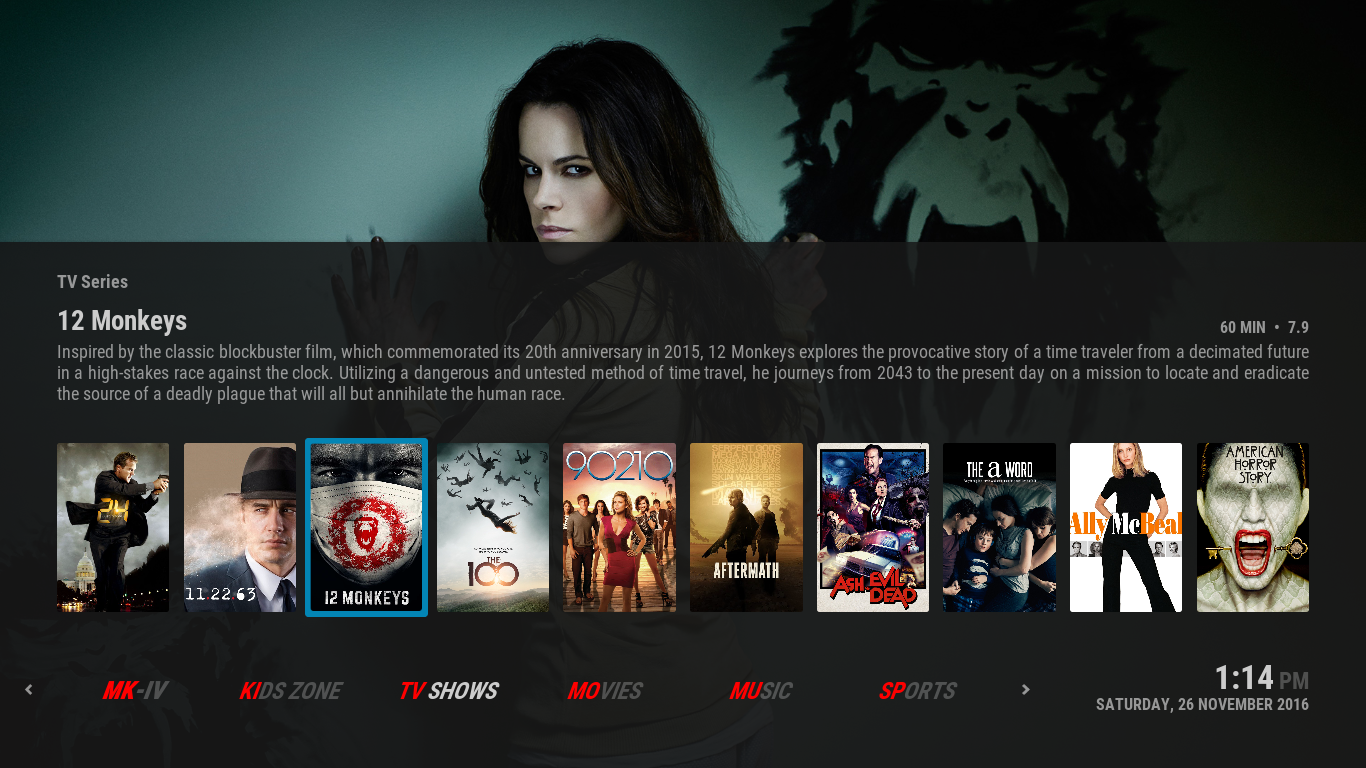 TV Series
12 Monkeys
60 MIN • 7.9
Inspired by the classic blockbuster film, which commemorated its 20th anniversary in 2015, 12 Monkeys explores the provocative story of a time traveler from a decimated future
in a high-stakes race against the clock. Utilizing a dangerous and untested method of time travel, he journeys from 2043 to the present day on a mission to locate and eradicate
the source of a deadly plague that will all but annihilate the human race.
24
11.22.63
12 MONKEYS
THE
100
90210
AFTERMATH
ASH VS EVIL
DEAD
THE a WORD
Ally McBeal
AMERICAN
HORROR
STORY
MK-IV
KIDS ZONE
TV SHOWS
MOVIES
MUSIC
SPORTS
1:14 PM
SATURDAY, 26 NOVEMBER 2016